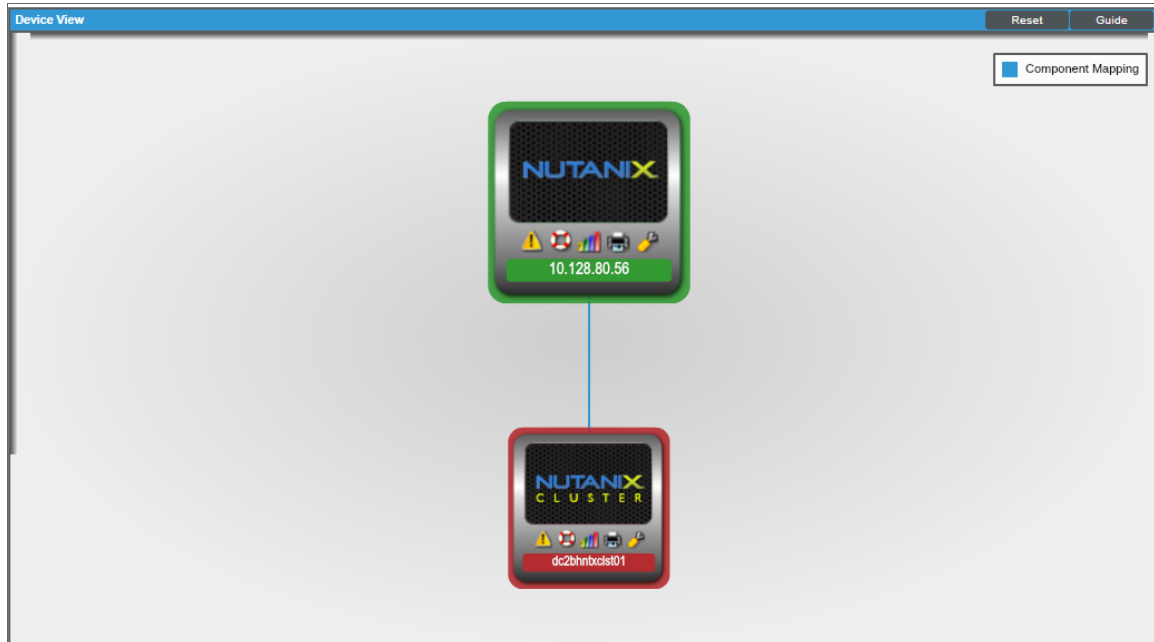 Device View
Reset
Guide
Component Mapping
NUTANIX
10.128.80.56
NUTANIX
CLUSTER
dc2bhntxclst01